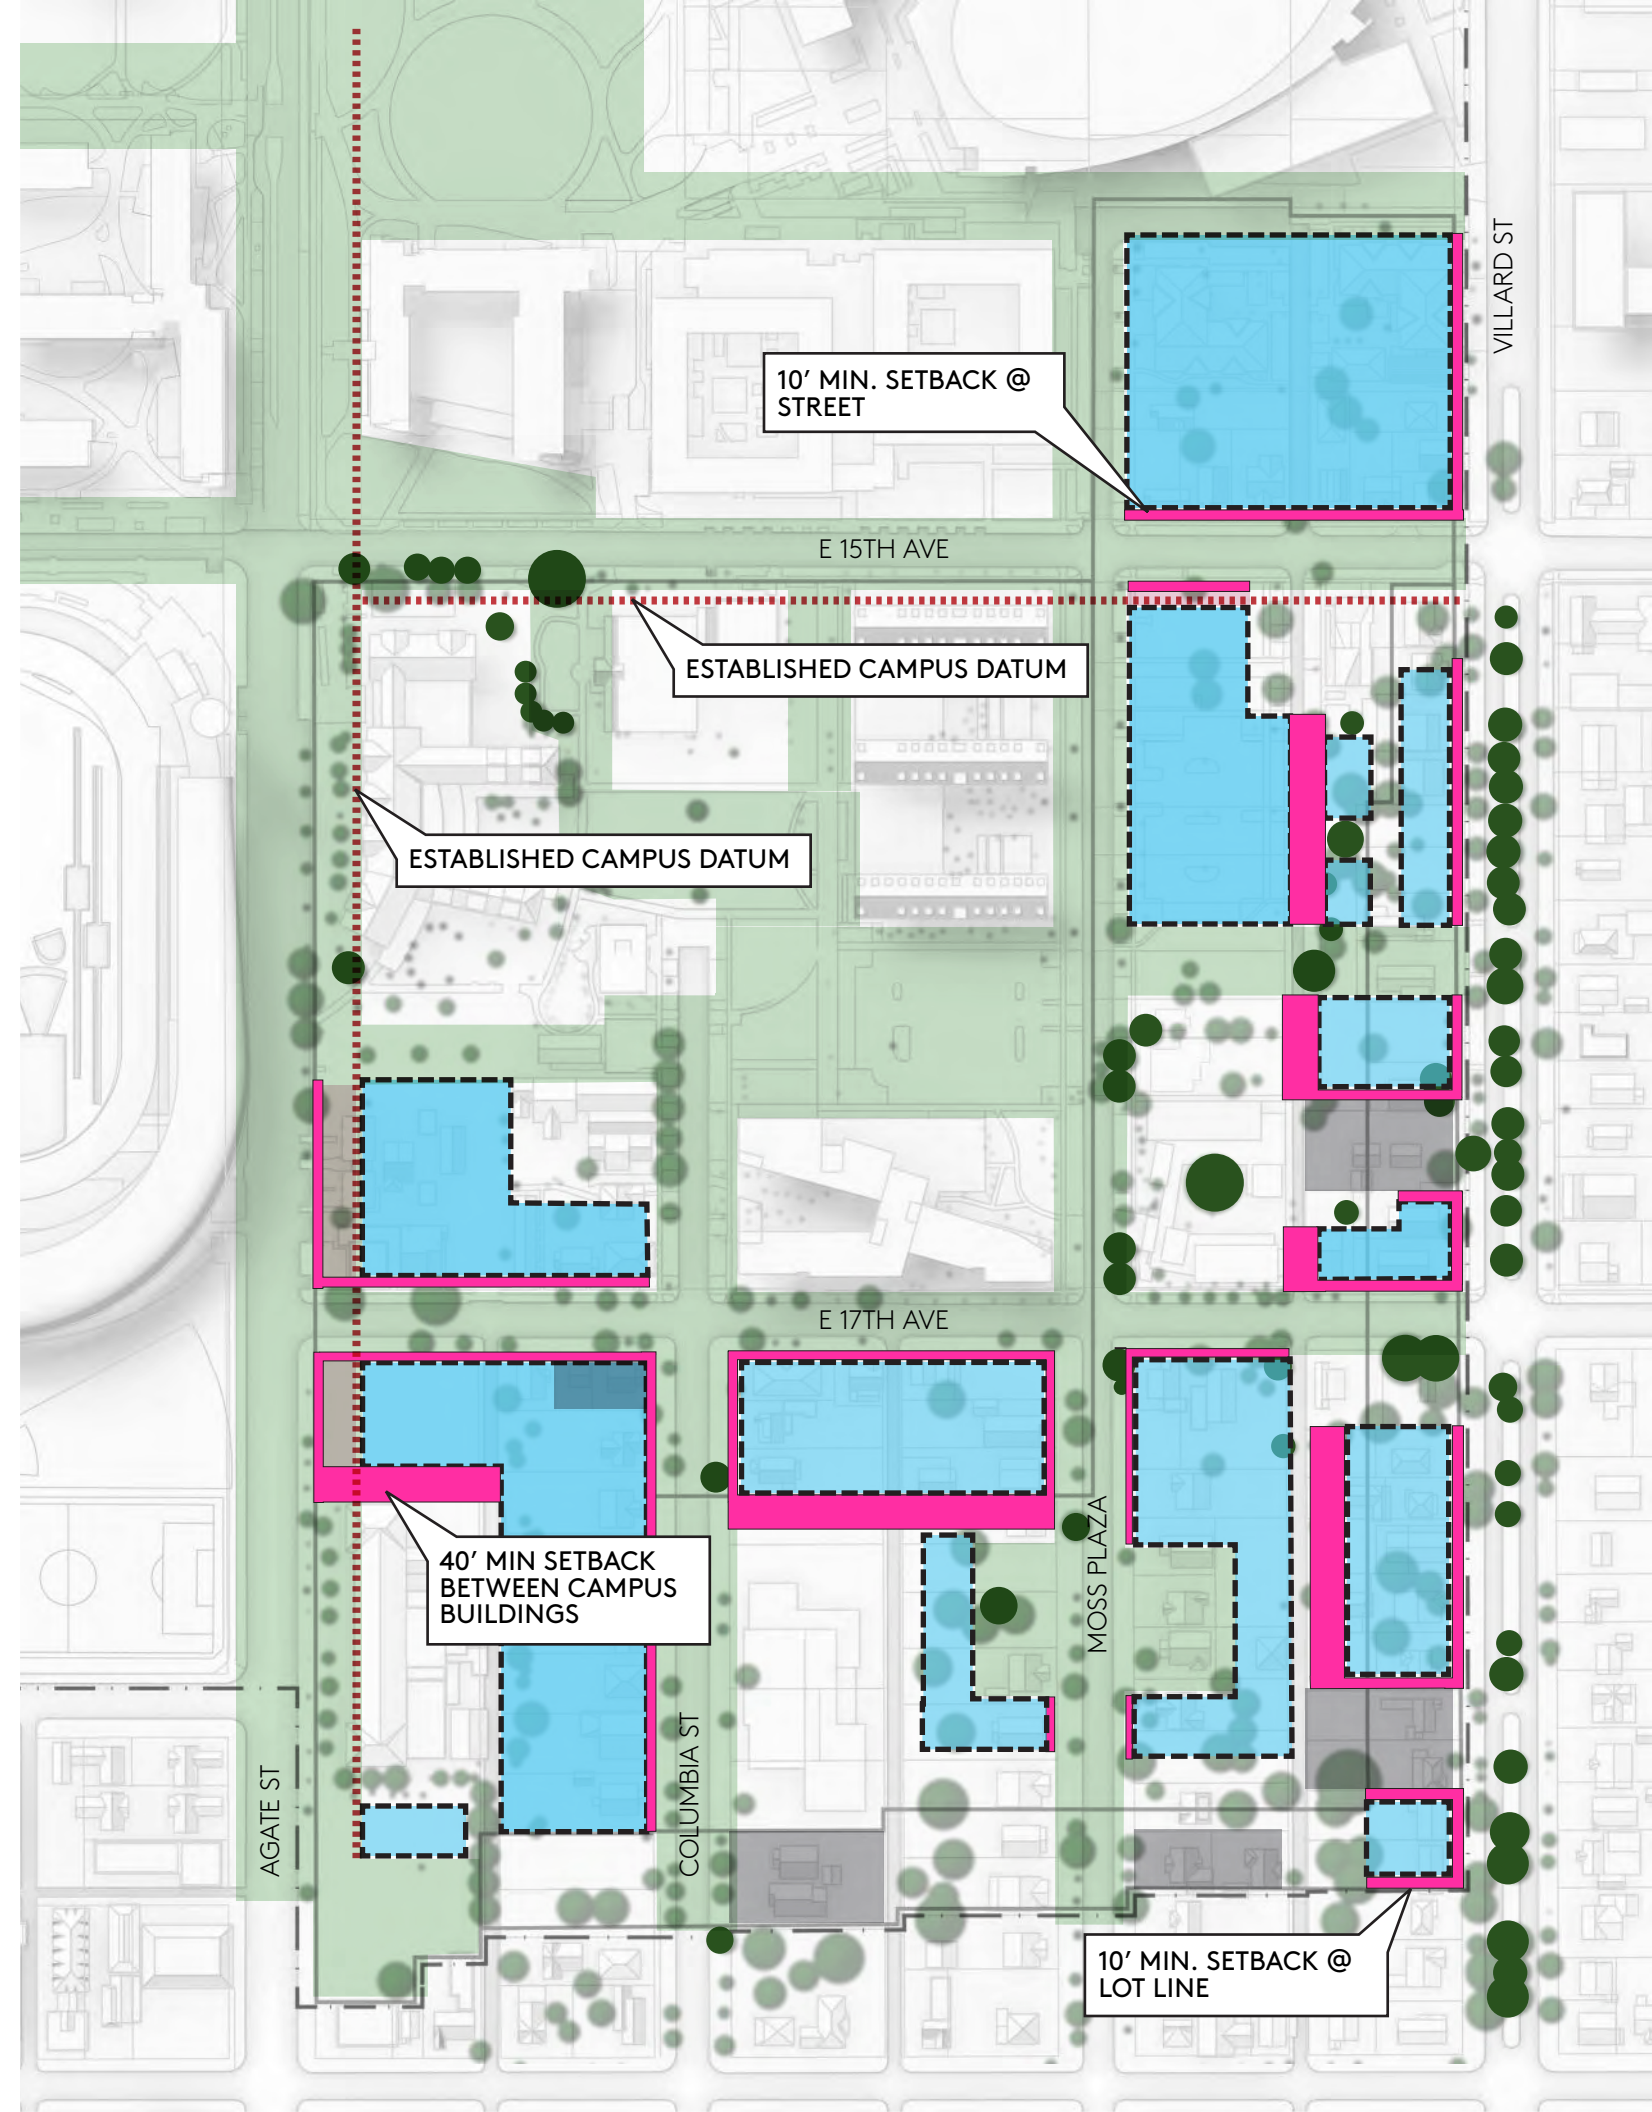 VILLARD ST
10' MIN. SETBACK @
STREET
E 15TH AVE
ESTABLISHED CAMPUS DATUM
ESTABLISHED CAMPUS DATUM
E 17TH AVE
MOSS PLAZA
40' MIN SETBACK
BETWEEN CAMPUS
BUILDINGS
AGATE ST
COLUMBIA ST
10' MIN. SETBACK @
LOT LINE